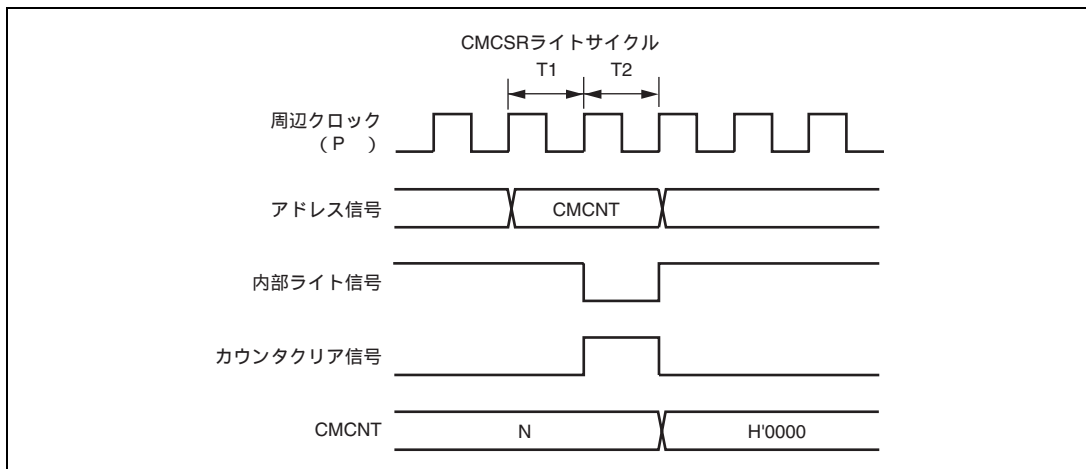 CMCSRライトサイクル
T1 T2
周辺クロック
（P　）
アドレス信号 CMCNT
内部ライト信号
カウンタクリア信号
CMCNT N H'0000